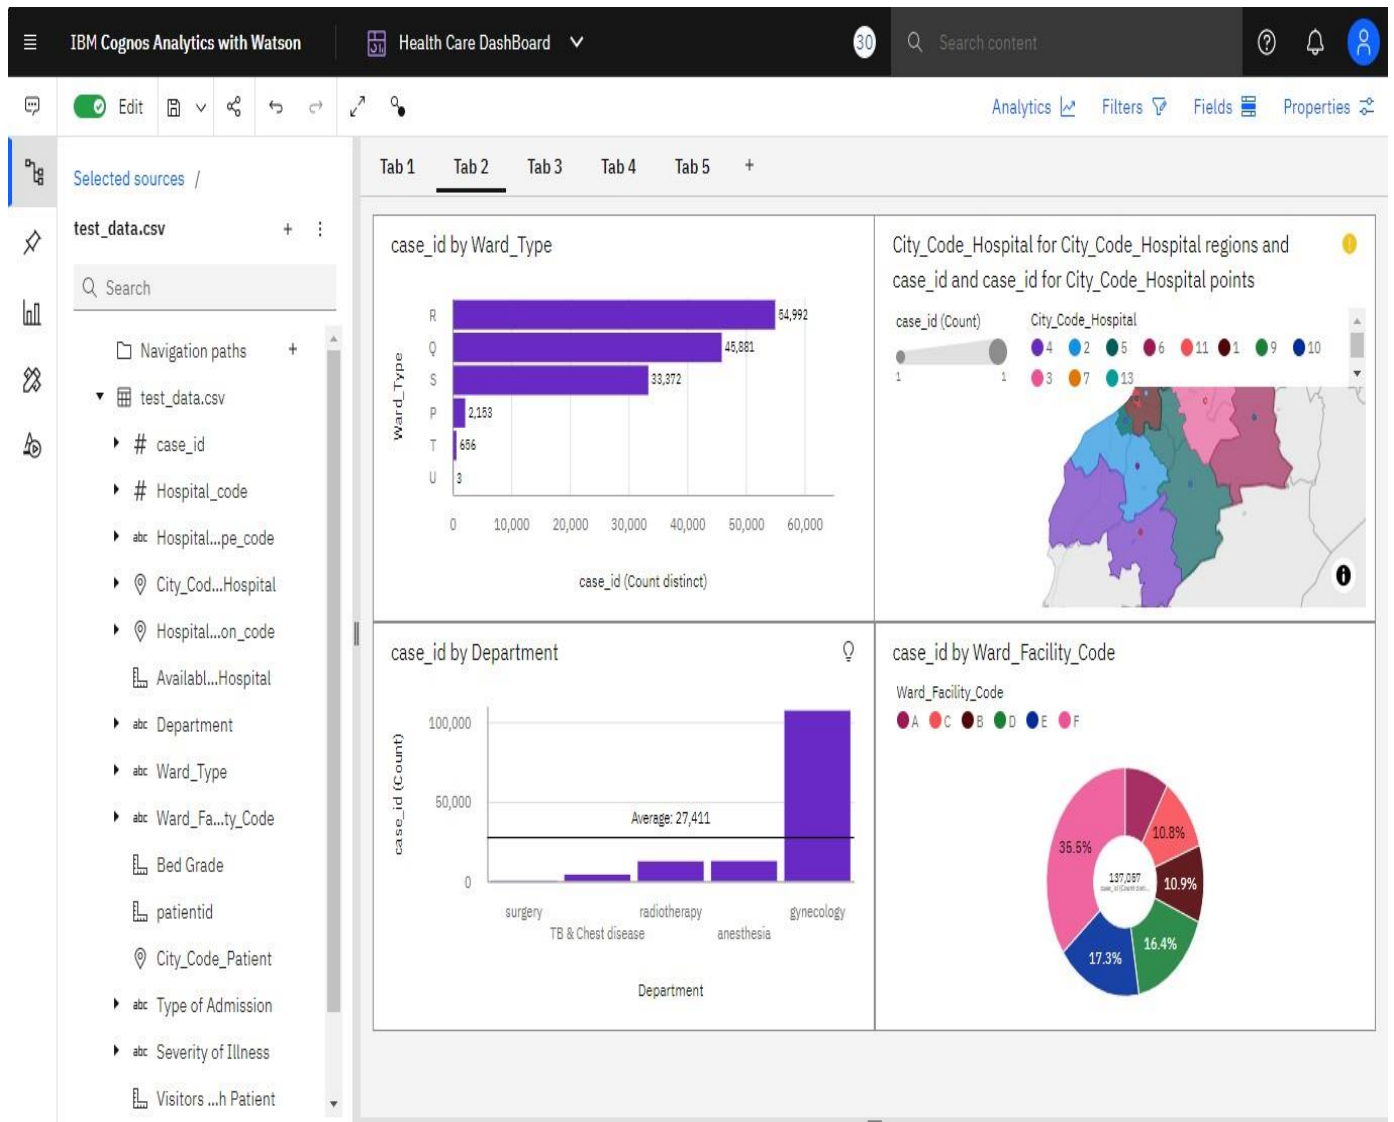 IBM Cognos Analytics with Watson
Health Care DashBoard
30
Search content
Edit
Analytics
Filters
Fields
Properties
Selected sources /
test_data.csv
Search
Navigation paths
test_data.csv
# case_id
# Hospital_code
abc Hospital...pe_code
City_Cod...Hospital
Hospital...on_code
Availabl...Hospital
abc Department
abc Ward_Type
abc Ward_Fa...ty_Code
Bed Grade
patientid
City_Code_Patient
abc Type of Admission
abc Severity of Illness
Visitors ...h Patient
Tab 1 Tab 2 Tab 3 Tab 4 Tab 5 +
case_id by Ward_Type
Ward_Type
R 54,992
Q 45,881
S 33,372
P 2,153
T 656
U 3
0 10,000 20,000 30,000 40,000 50,000 60,000
case_id (Count distinct)
City_Code_Hospital for City_Code_Hospital regions and
case_id and case_id for City_Code_Hospital points
case_id (Count)
1 1
City_Code_Hospital
4 2 5 6 11 1 9 10
3 7 13
case_id by Department
case_id (Count)
100,000
50,000
0
Average: 27,411
surgery
TB & Chest disease
radiotherapy
anesthesia
gynecology
Department
case_id by Ward_Facility_Code
Ward_Facility_Code
A C B D E F
10.8%
10.9%
16.4%
17.3%
35.5%
137,057